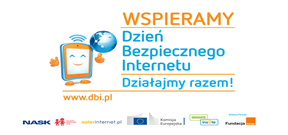 WSPIERAMY
Dzień
Bezpiecznego
Internetu
Działajmy razem!
www.dbi.pl
NASK
saferinternet.pl
Komisja
Europejska
Fundacja